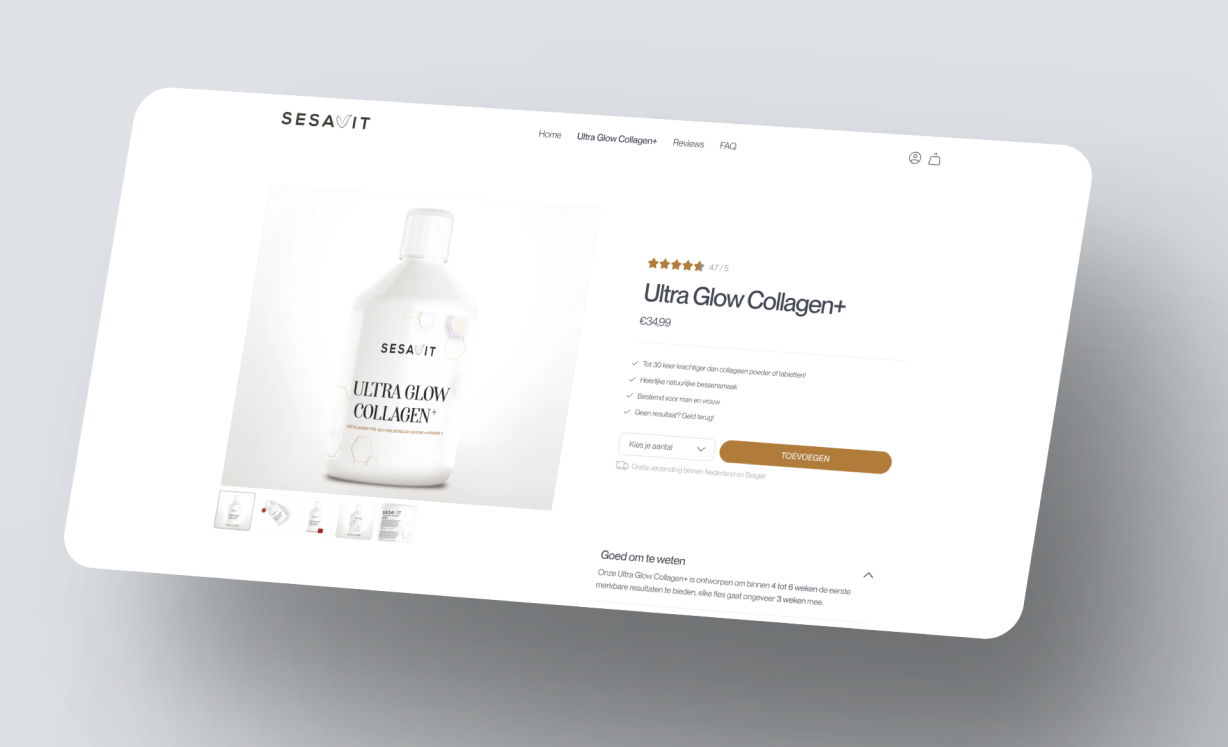 SESAVIT
Home Ultra Glow Collagen+ Reviews FAQ
SESAVIT
ULTRA GLOW
COLLAGEN+
4.7 / 5
Ultra Glow Collagen+
€34,99
Tot 30 keer krachtiger dan collageen poeder of tabletten!
Heerlijke natuurlijke bessensmaak
Bestemd voor man en vrouw
Geen resultaat? Geld terug!
Kies je aantal
TOEVOEGEN
Gratis verzending binnen Nederland en België!
SESAVIT
Goed om te weten
Onze Ultra Glow Collagen+ is ontworpen om binnen 4 tot 6 weken de eerste
merkbare resultaten te bieden, elke fles gaat ongeveer 3 weken mee.